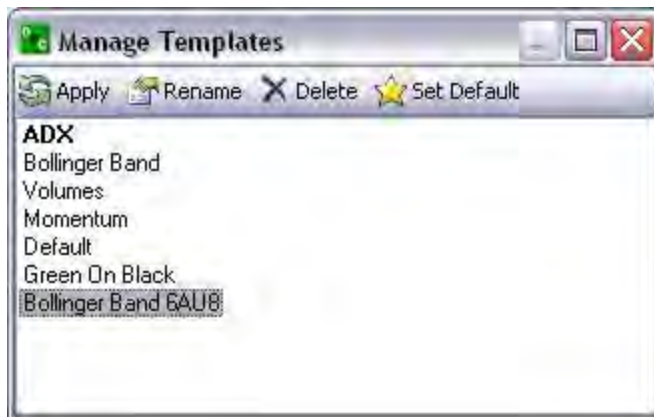 Manage Templates
Apply Rename Delete Set Default
ADX
Bollinger Band
Volumes
Momentum
Default
Green On Black
Bollinger Band 6AU8